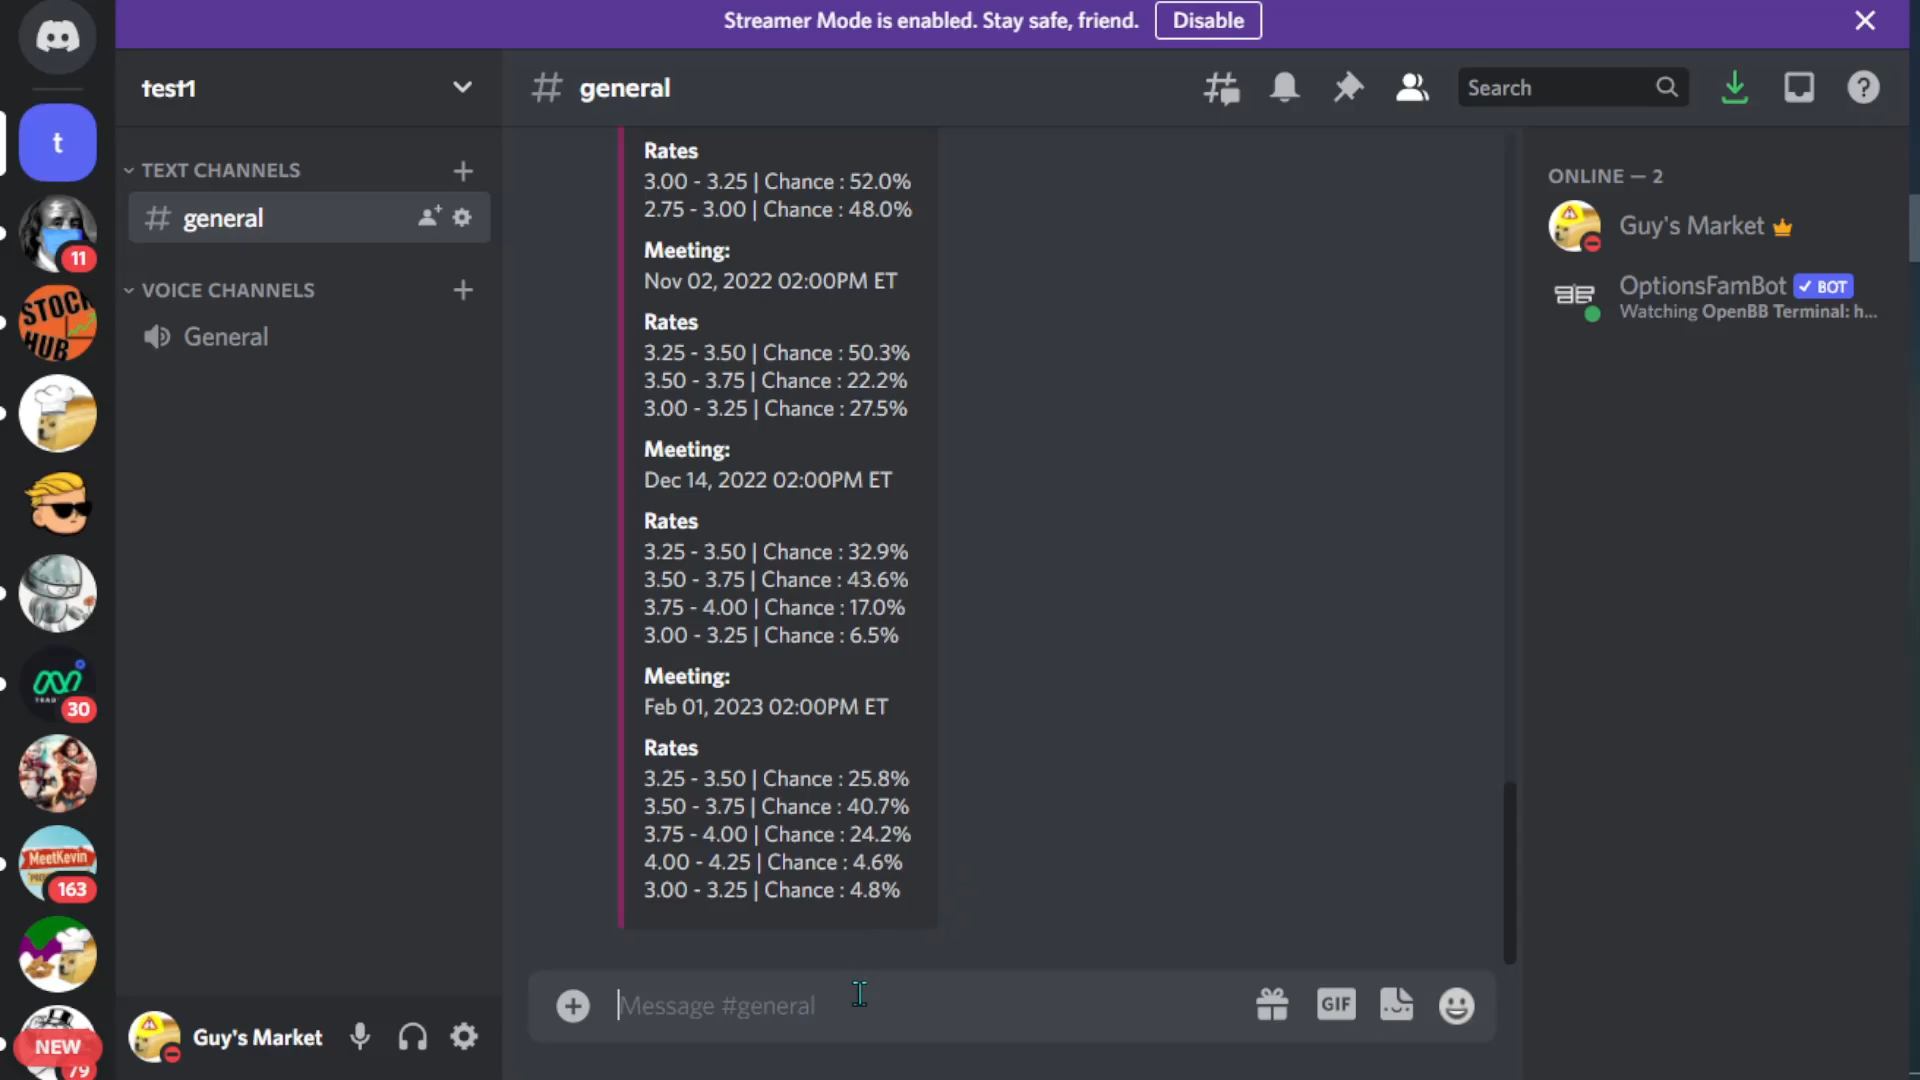 Streamer Mode is enabled. Stay safe, friend. Disable
test1
# general
Search
TEXT CHANNELS
general
VOICE CHANNELS
General
t
11
STOCK
HUB
30
MeetKevin
163
NEW
79
Rates
3.00 - 3.25 | Chance : 52.0%
2.75 - 3.00 | Chance : 48.0%
Meeting:
Nov 02, 2022 02:00PM ET
Rates
3.25 - 3.50 | Chance : 50.3%
3.50 - 3.75 | Chance : 22.2%
3.00 - 3.25 | Chance : 27.5%
Meeting:
Dec 14, 2022 02:00PM ET
Rates
3.25 - 3.50 | Chance : 32.9%
3.50 - 3.75 | Chance : 43.6%
3.75 - 4.00 | Chance : 17.0%
3.00 - 3.25 | Chance : 6.5%
Meeting:
Feb 01, 2023 02:00PM ET
Rates
3.25 - 3.50 | Chance : 25.8%
3.50 - 3.75 | Chance : 40.7%
3.75 - 4.00 | Chance : 24.2%
4.00 - 4.25 | Chance : 4.6%
3.00 - 3.25 | Chance : 4.8%
Message #general
GIF
ONLINE — 2
Guy's Market
OptionsFamBot BOT
Watching OpenBB Terminal: h...
Guy's Market